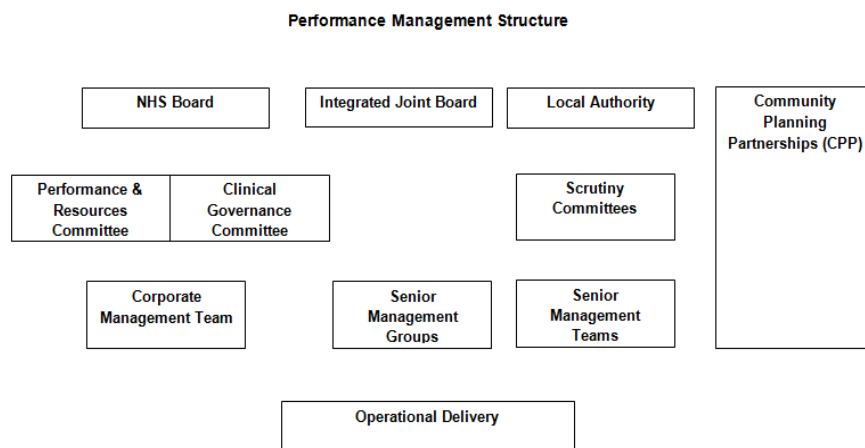 Performance Management Structure
NHS Board
Integrated Joint Board
Local Authority
Community
Planning
Partnerships (CPP)
Performance &
Resources
Committee
Clinical
Governance
Committee
Scrutiny
Committees
Corporate
Management Team
Senior
Management
Groups
Senior
Management
Teams
Operational Delivery